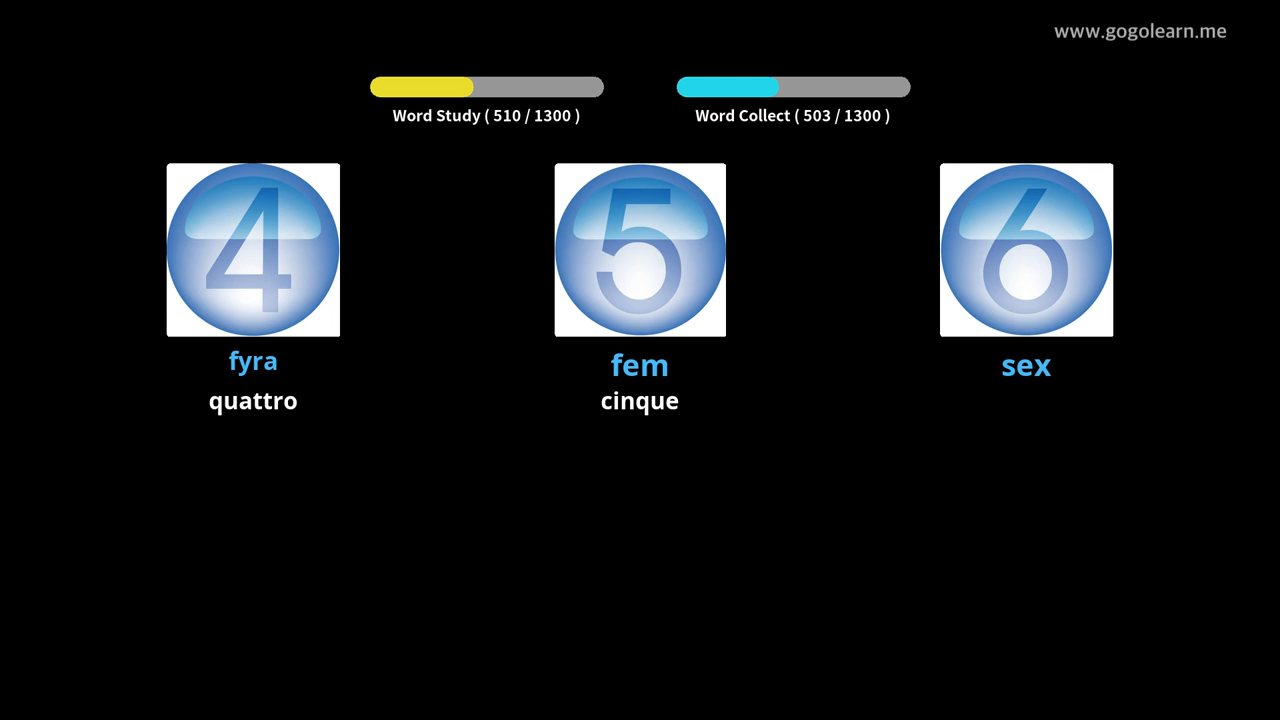 www.gogolearn.me
Word Study ( 510 / 1300 )
Word Collect ( 503 / 1300 )
4
5
6
fyra
fem
sex
quattro
cinque